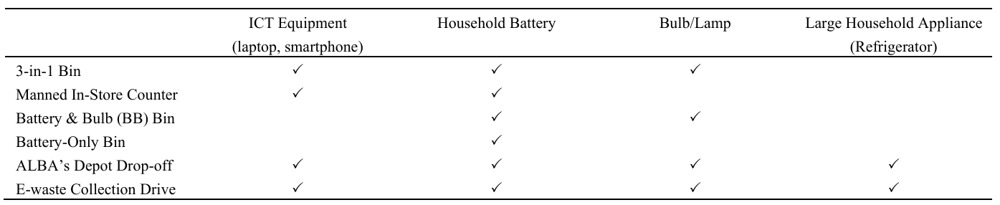 ICT Equipment Household Battery Bulb/Lamp Large Household Appliance
(laptop, smartphone) (Refrigerator)
3-in-1 Bin ✓ ✓ ✓
Manned In-Store Counter ✓ ✓
Battery & Bulb (BB) Bin ✓ ✓
Battery-Only Bin ✓
ALBA’s Depot Drop-off ✓ ✓ ✓ ✓
E-waste Collection Drive ✓ ✓ ✓ ✓